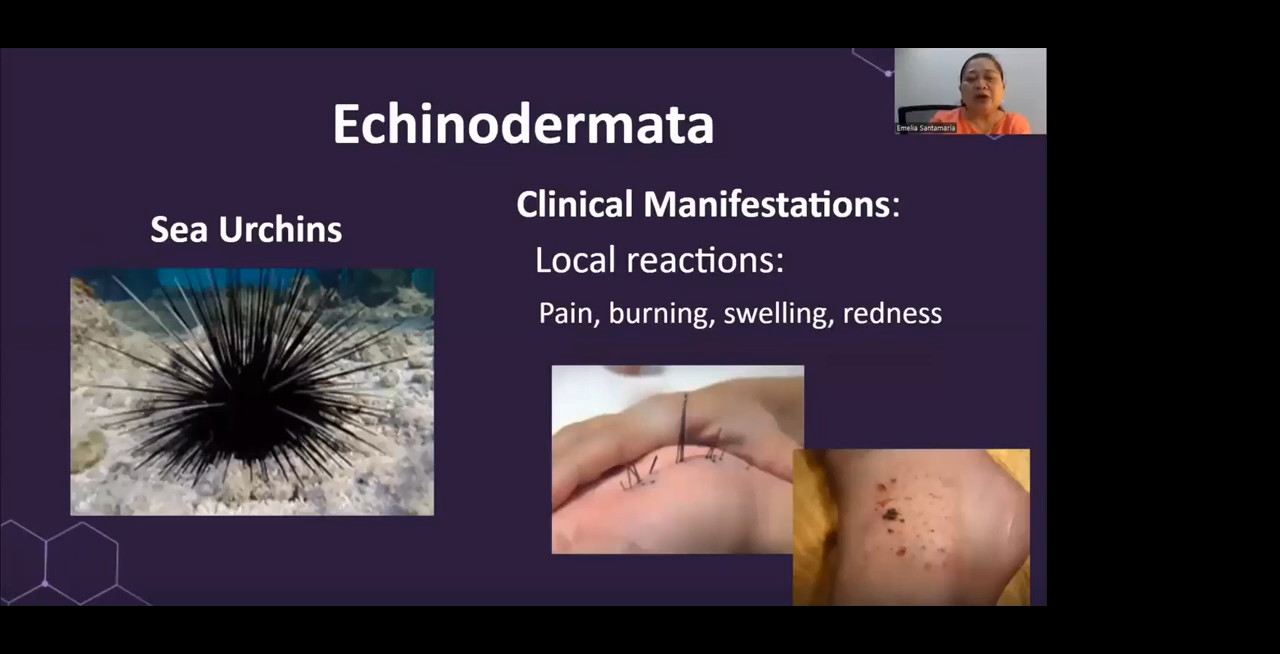 Echinodermata
Emelia Santamaria
Sea Urchins
Clinical Manifestations:
Local reactions:
Pain, burning, swelling, redness